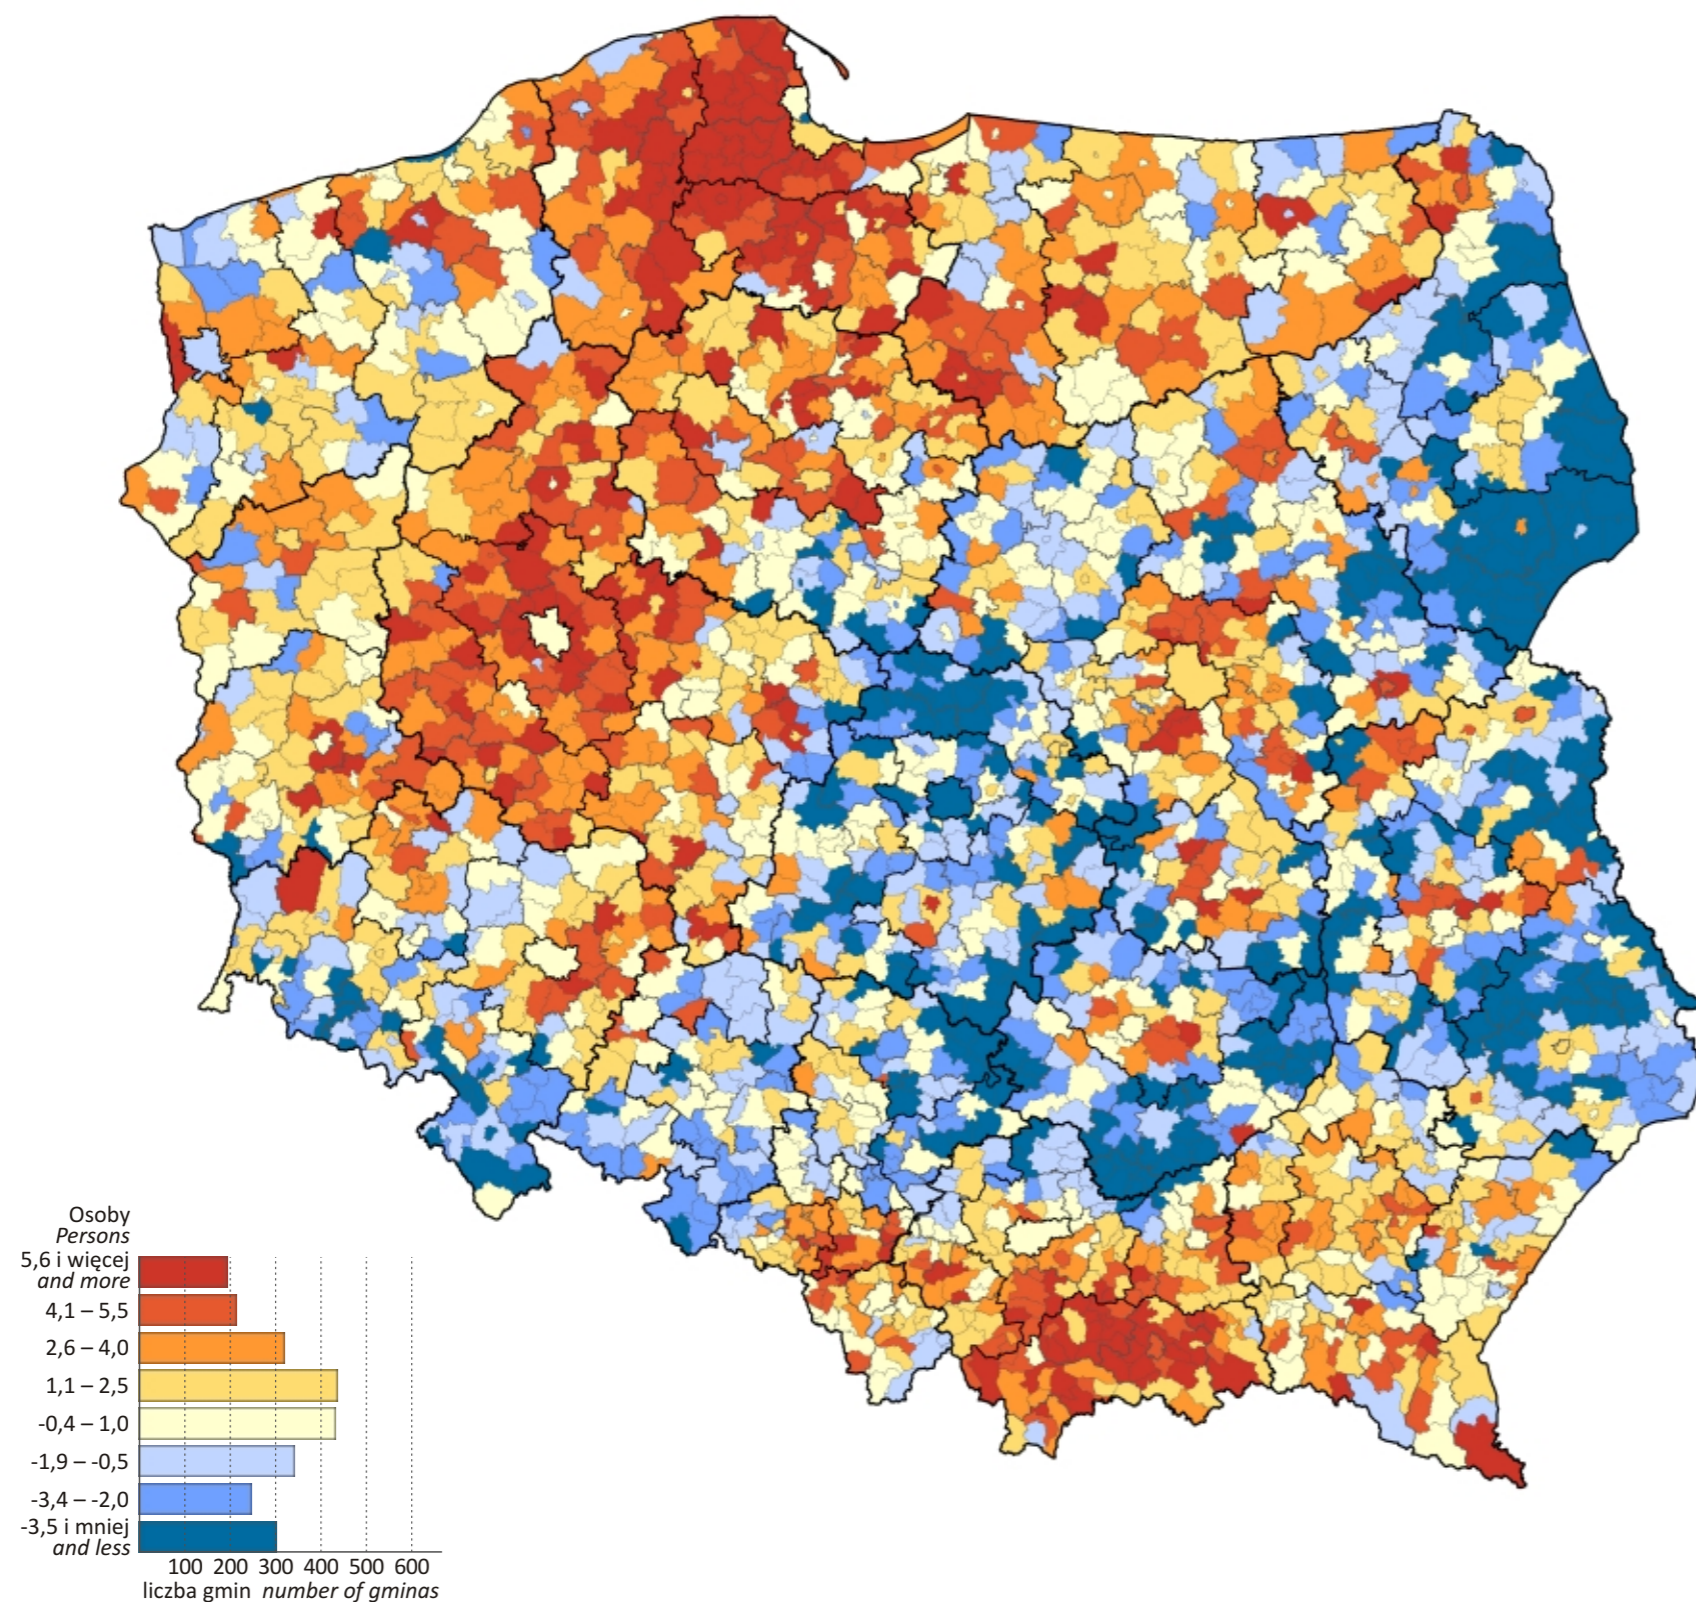 Osoby
Persons
5,6 i więcej
and more
4,1 – 5,5
2,6 – 4,0
1,1 – 2,5
-0,4 – 1,0
-1,9 – -0,5
-3,4 – -2,0
-3,5 i mniej
and less
100 200 300 400 500 600
liczba gmin number of gminas